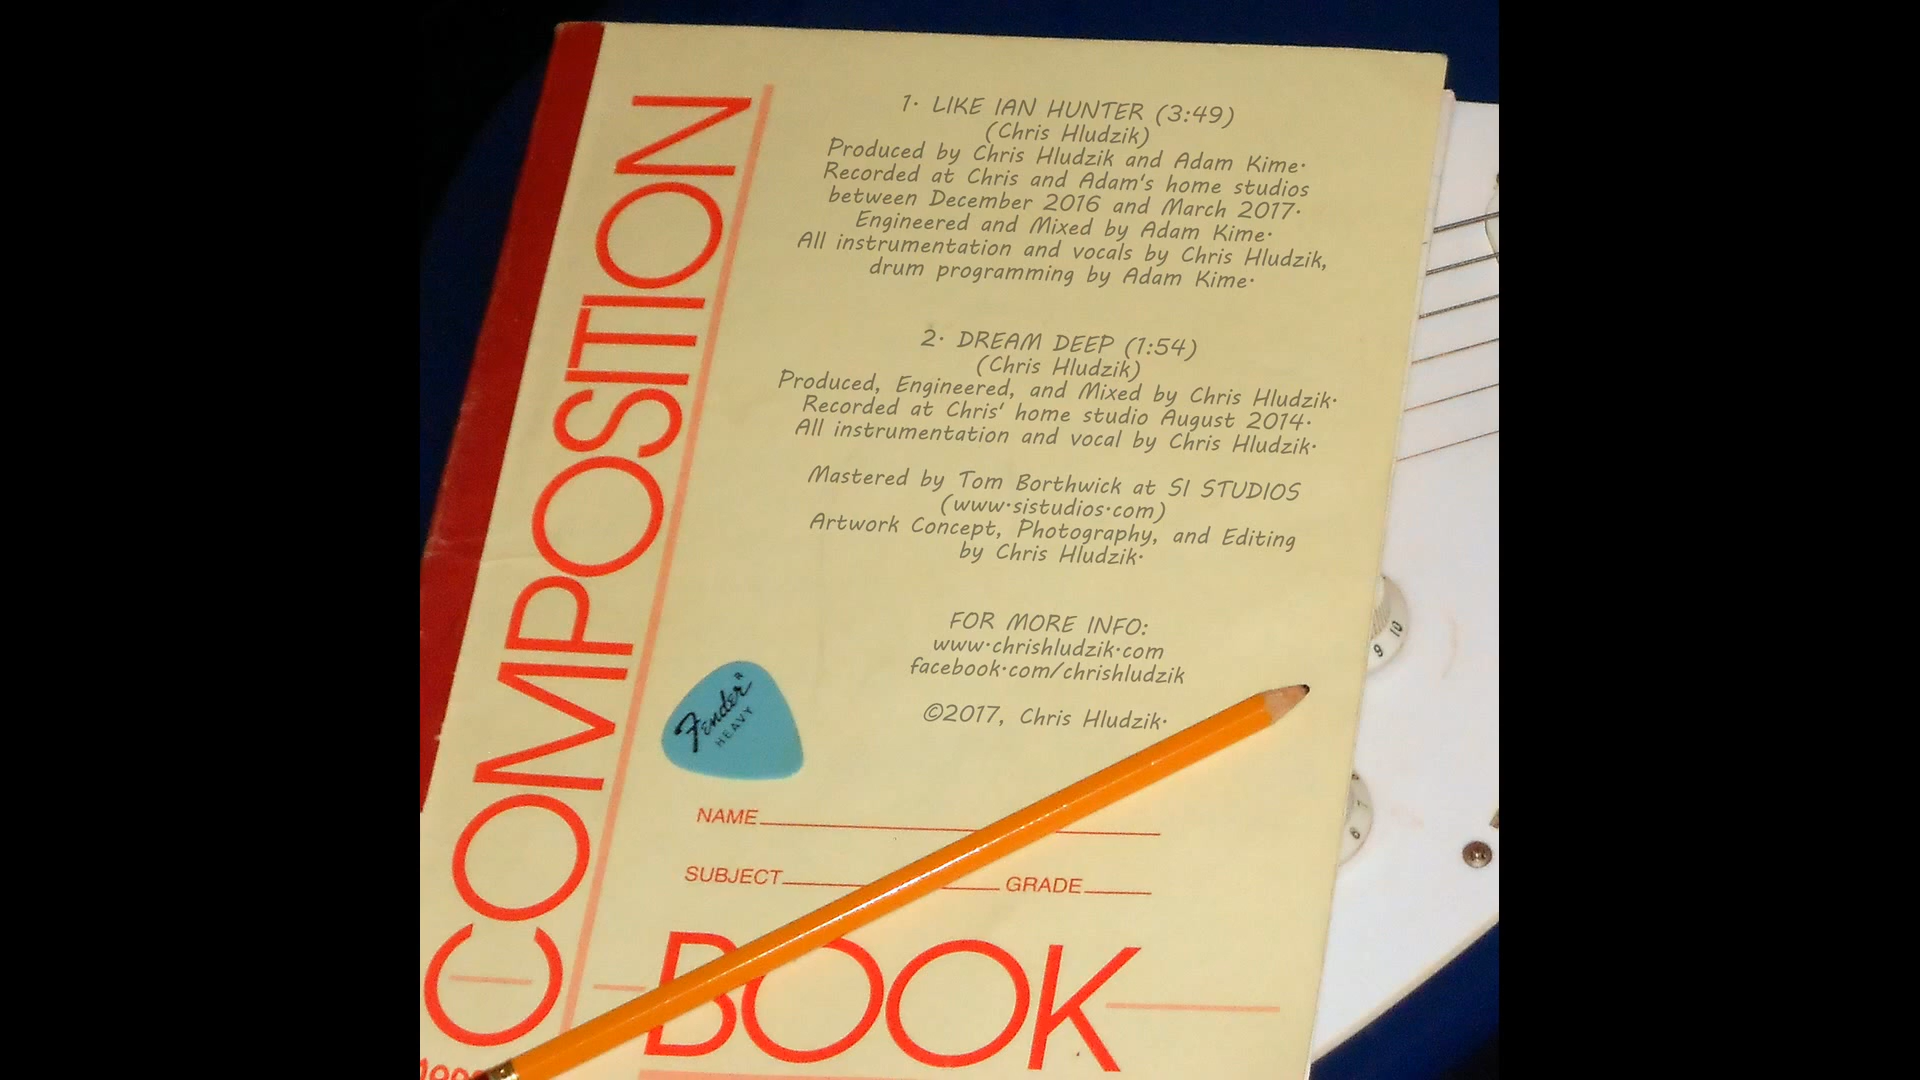 COMPOSITION
1. LIKE IAN HUNTER (3:49)
(Chris Hludzik)
Produced by Chris Hludzik and Adam Kime.
Recorded at Chris and Adam's home studios
between December 2016 and March 2017.
Engineered and Mixed by Adam Kime.
All instrumentation and vocals by Chris Hludzik,
drum programming by Adam Kime.
2. DREAM DEEP (1:54)
(Chris Hludzik)
Produced, Engineered, and Mixed by Chris Hludzik.
Recorded at Chris' home studio August 2014.
All instrumentation and vocal by Chris Hludzik.
Mastered by Tom Borthwick at SI STUDIOS
(www.sistudios.com)
Artwork Concept, Photography, and Editing
by Chris Hludzik.
FOR MORE INFO:
www.chrishludzik.com
facebook.com/chrishludzik
©2017, Chris Hludzik.
Fender R
HEAVY
9 10
7
6
NAME
SUBJECT GRADE
BOOK